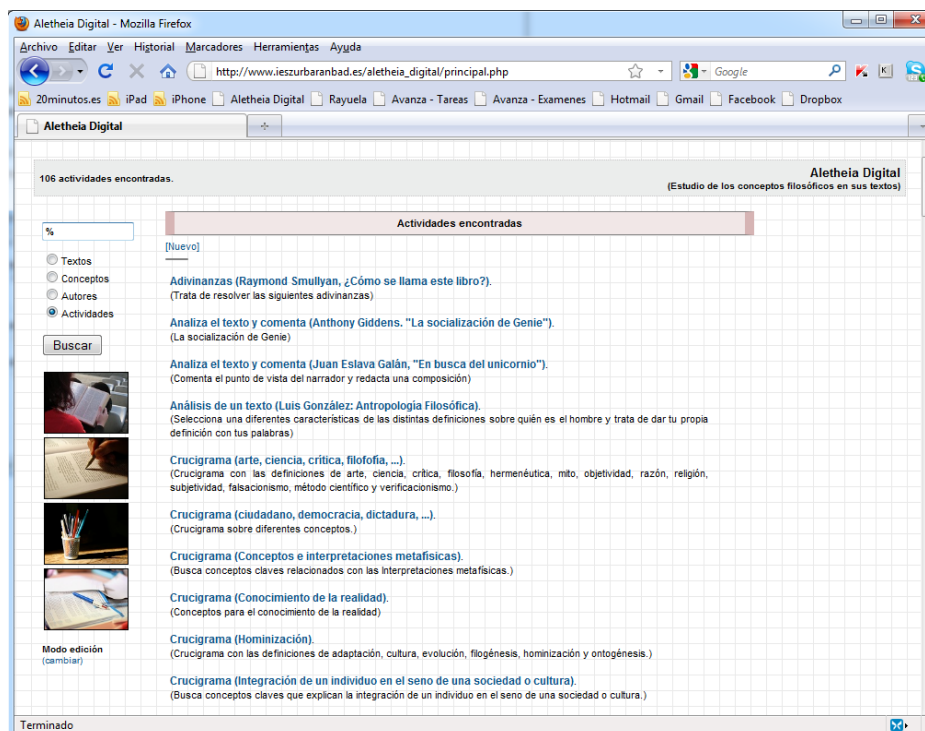 Aletheia Digital - Mozilla Firefox
Archivo Editar Ver Historial Marcadores Herramientas Ayuda
http://www.ieszurbaranbad.es/aletheia_digital/principal.php Google
20minutos.es iPad iPhone Aletheia Digital Rayuela Avanza - Tareas Avanza - Examenes Hotmail Gmail Facebook Dropbox
Aletheia Digital
106 actividades encontradas.
Aletheia Digital
(Estudio de los conceptos filosóficos en sus textos)
%
Textos
Conceptos
Autores
Actividades
Buscar
Modo edición
(cambiar)
Actividades encontradas
[Nuevo]
Adivinanzas (Raymond Smullyan, ¿Cómo se llama este libro?).
(Trata de resolver las siguientes adivinanzas)
Analiza el texto y comenta (Anthony Giddens. "La socialización de Genie").
(La socialización de Genie)
Analiza el texto y comenta (Juan Eslava Galán, "En busca del unicornio").
(Comenta el punto de vista del narrador y redacta una composición)
Análisis de un texto (Luis González: Antropología Filosófica).
(Selecciona una diferentes características de las distintas definiciones sobre quién es el hombre y trata de dar tu propia
definición con tus palabras)
Crucigrama (arte, ciencia, crítica, filofofia, ...).
(Crucigrama con las definiciones de arte, ciencia, crítica, filosofía, hermenéutica, mito, objetividad, razón, religión,
subjetividad, falsacionismo, método científico y verificacionismo.)
Crucigrama (ciudadano, democracia, dictadura, ...).
(Crucigrama sobre diferentes conceptos.)
Crucigrama (Conceptos e interpretaciones metafísicas).
(Busca conceptos claves relacionados con las Interpretaciones metafísicas.)
Crucigrama (Conocimiento de la realidad).
(Conceptos para el conocimiento de la realidad)
Crucigrama (Hominización).
(Crucigrama con las definiciones de adaptación, cultura, evolución, filogénesis, hominización y ontogénesis.)
Crucigrama (Integración de un individuo en el seno de una sociedad o cultura).
(Busca conceptos claves que explican la integración de un individuo en el seno de una sociedad o cultura.)
Terminado